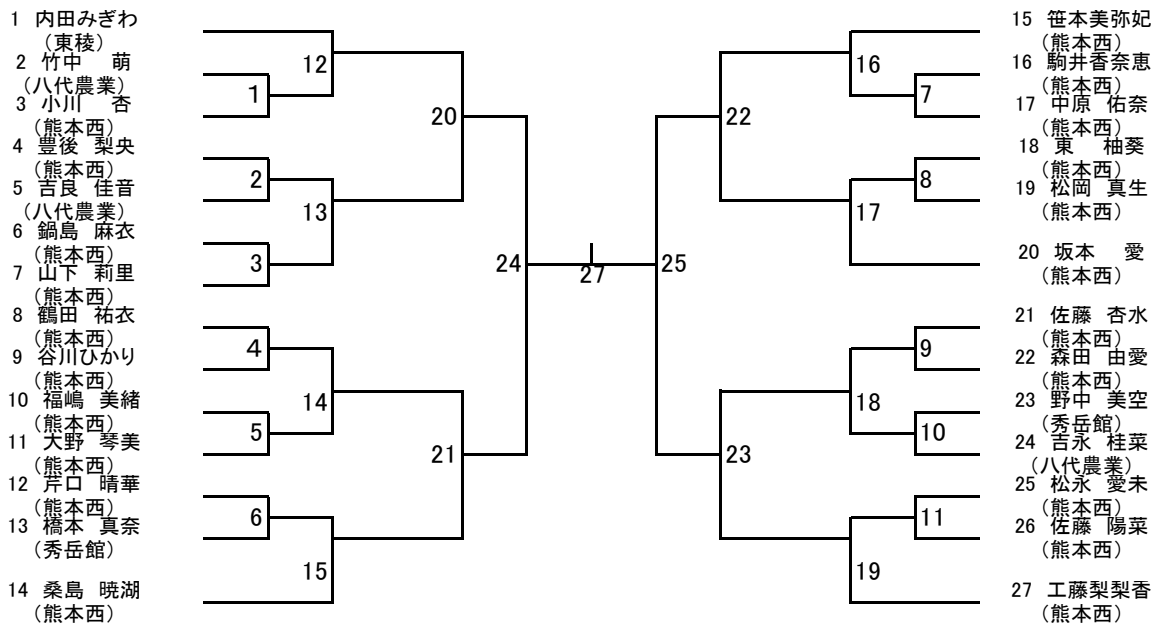 1 内田みぎわ
（東稜）
2 竹中 萌
（八代農業）
3 小川 杏
（熊本西）
4 豊後 梨央
（熊本西）
5 吉良 佳音
（八代農業）
6 鍋島 麻衣
（熊本西）
7 山下 莉里
（熊本西）
8 鶴田 祐衣
（熊本西）
9 谷川ひかり
（熊本西）
10 福嶋 美緒
（熊本西）
11 大野 琴美
（熊本西）
12 芹口 晴華
（熊本西）
13 橋本 真奈
（秀岳館）
14 桑島 暁湖
（熊本西）
12
1
20
2
13
3
24
4
14
5
21
6
15
27
16
7
22
8
17
25
9
18
10
23
11
19
15 笹本美弥妃
（熊本西）
16 駒井香奈恵
（熊本西）
17 中原 佑奈
（熊本西）
18 東 柚葵
（熊本西）
19 松岡 真生
（熊本西）
20 坂本 愛
（熊本西）
21 佐藤 杏水
（熊本西）
22 森田 由愛
（熊本西）
23 野中 美空
（秀岳館）
24 吉永 桂菜
（八代農業）
25 松永 愛未
（熊本西）
26 佐藤 陽菜
（熊本西）
27 工藤梨梨香
（熊本西）